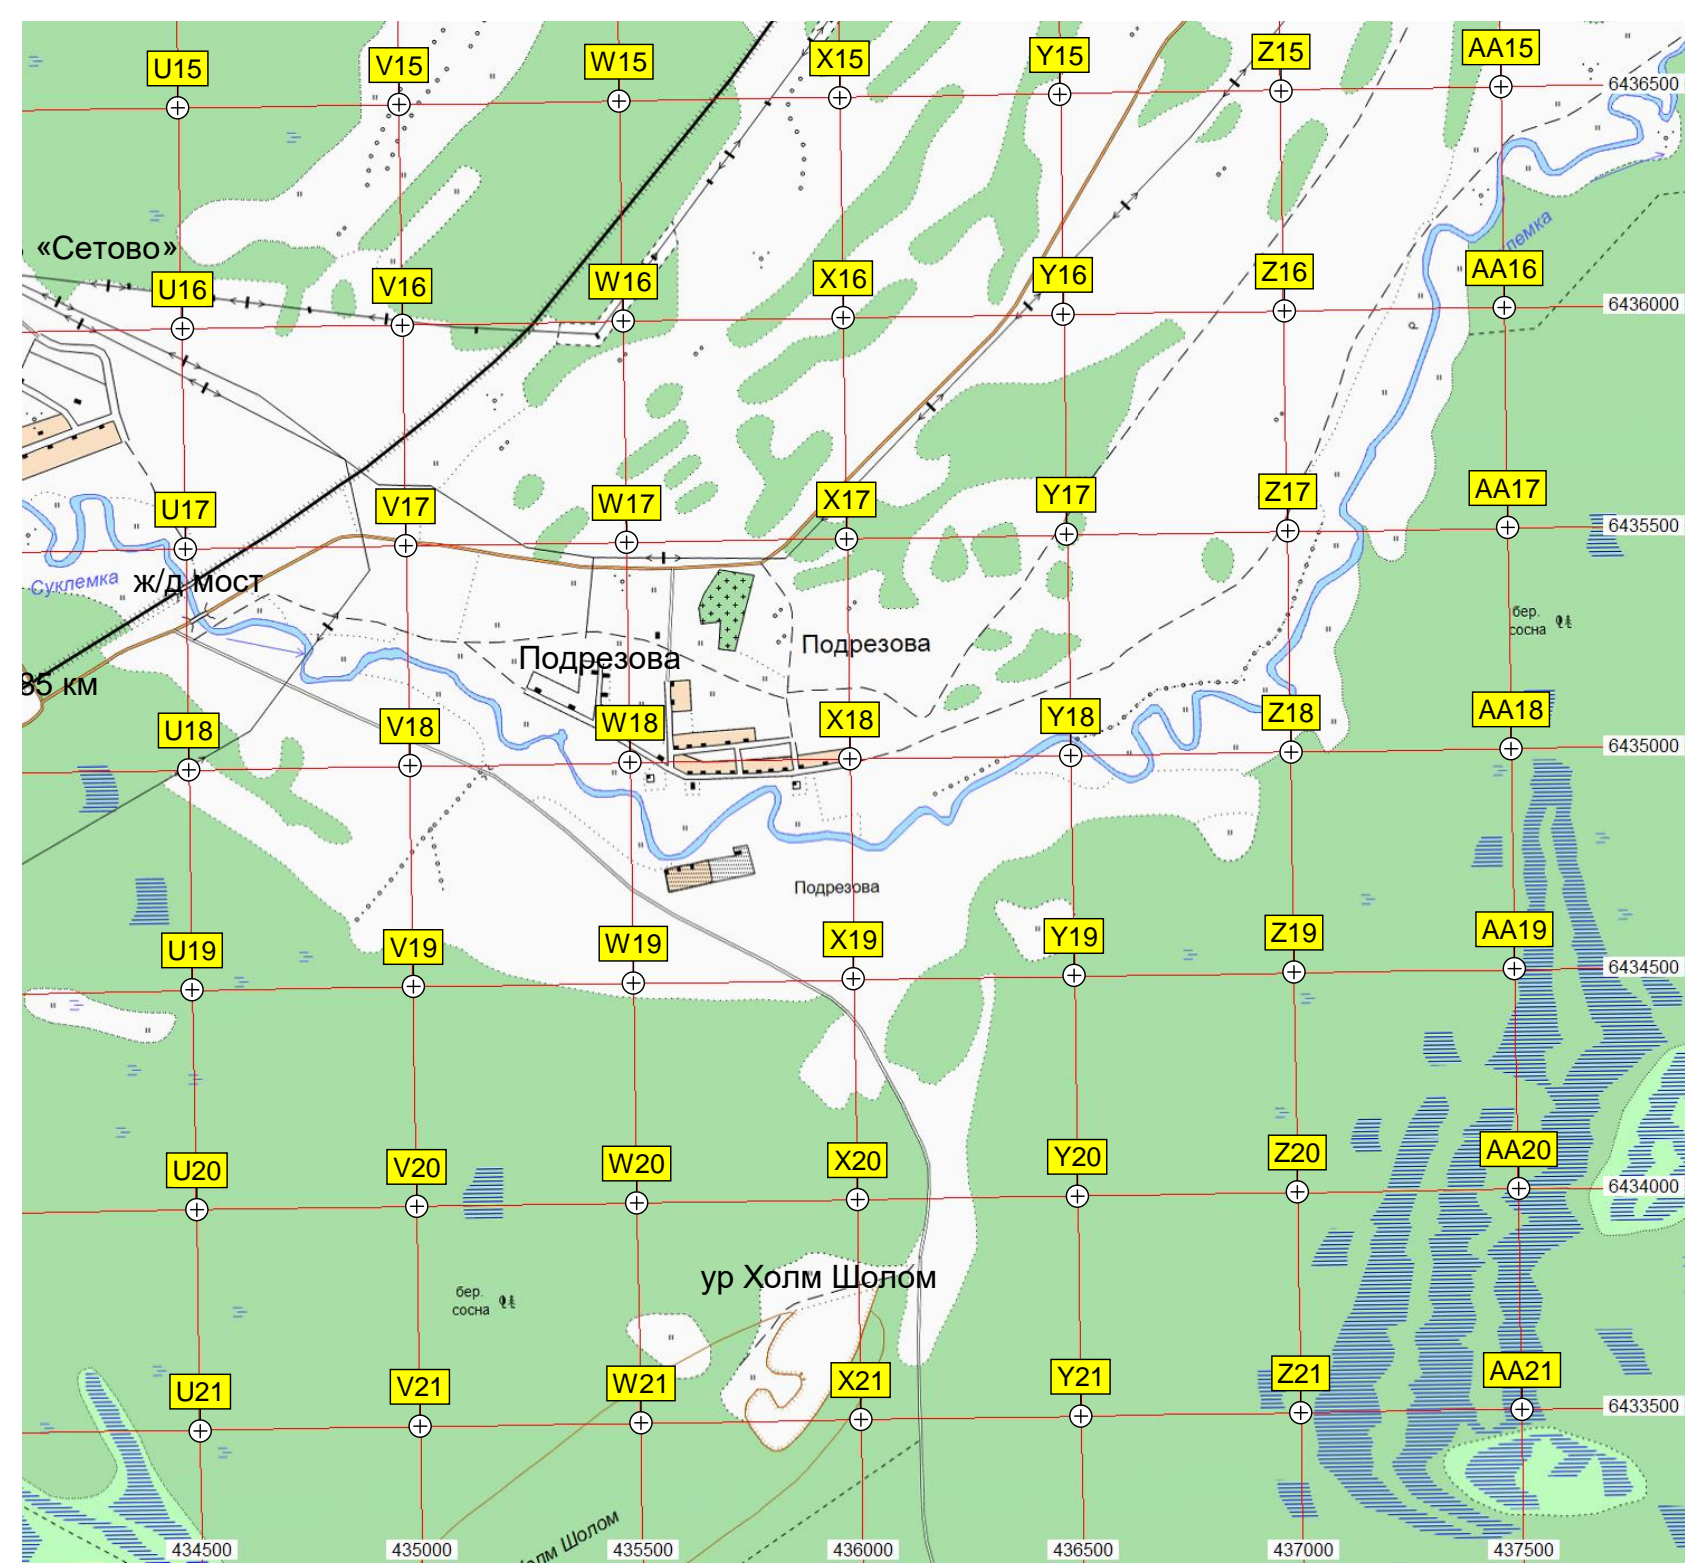 U15 V15 W15 X15 Y15 Z15 AA15
6436500
«Сетово»
лемка
U16 V16 W16 X16 Y16 Z16 AA16
6436000
U17 V17 W17 X17 Y17 Z17 AA17
6435500
Суклемка
ж/д мост
бер.
сосна
Подрезова
Подрезова
85 км
U18 V18 W18 X18 Y18 Z18 AA18
6435000
Подрезова
U19 V19 W19 X19 Y19 Z19 AA19
6434500
U20 V20 W20 X20 Y20 Z20 AA20
6434000
ур Холм Шолом
бер.
сосна
U21 V21 W21 X21 Y21 Z21 AA21
6433500
Холм Шолом
434500 435000 435500 436000 436500 437000 437500